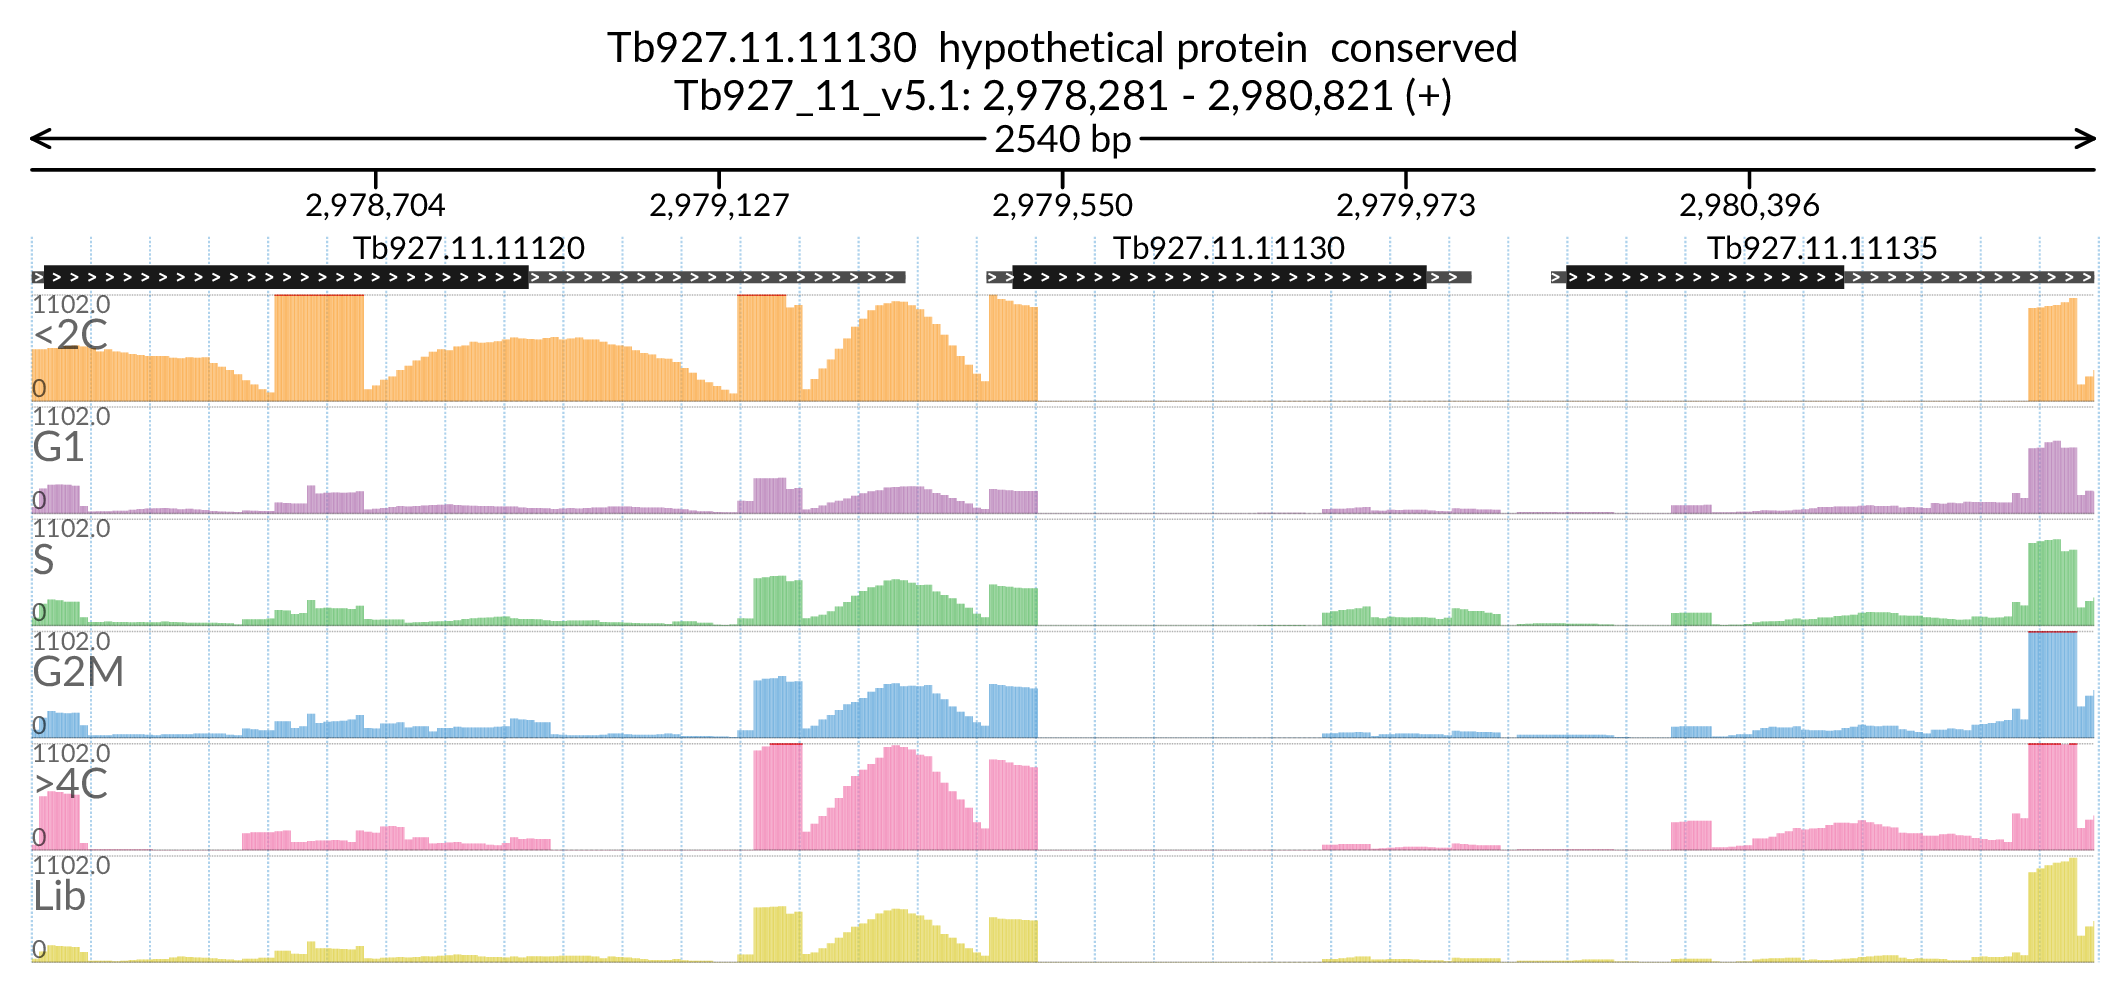 Tb927.11.11130 hypothetical protein conserved
Tb927_11_v5.1: 2,978,281 - 2,980,821 (+)
2540 bp
2,978,704 2,979,127 2,979,550 2,979,973 2,980,396
Tb927.11.11120 Tb927.11.11130 Tb927.11.11135
1102.0
<2C
0
1102.0
G1
0
1102.0
S
0
1102.0
G2M
0
1102.0
>4C
0
1102.0
Lib
0